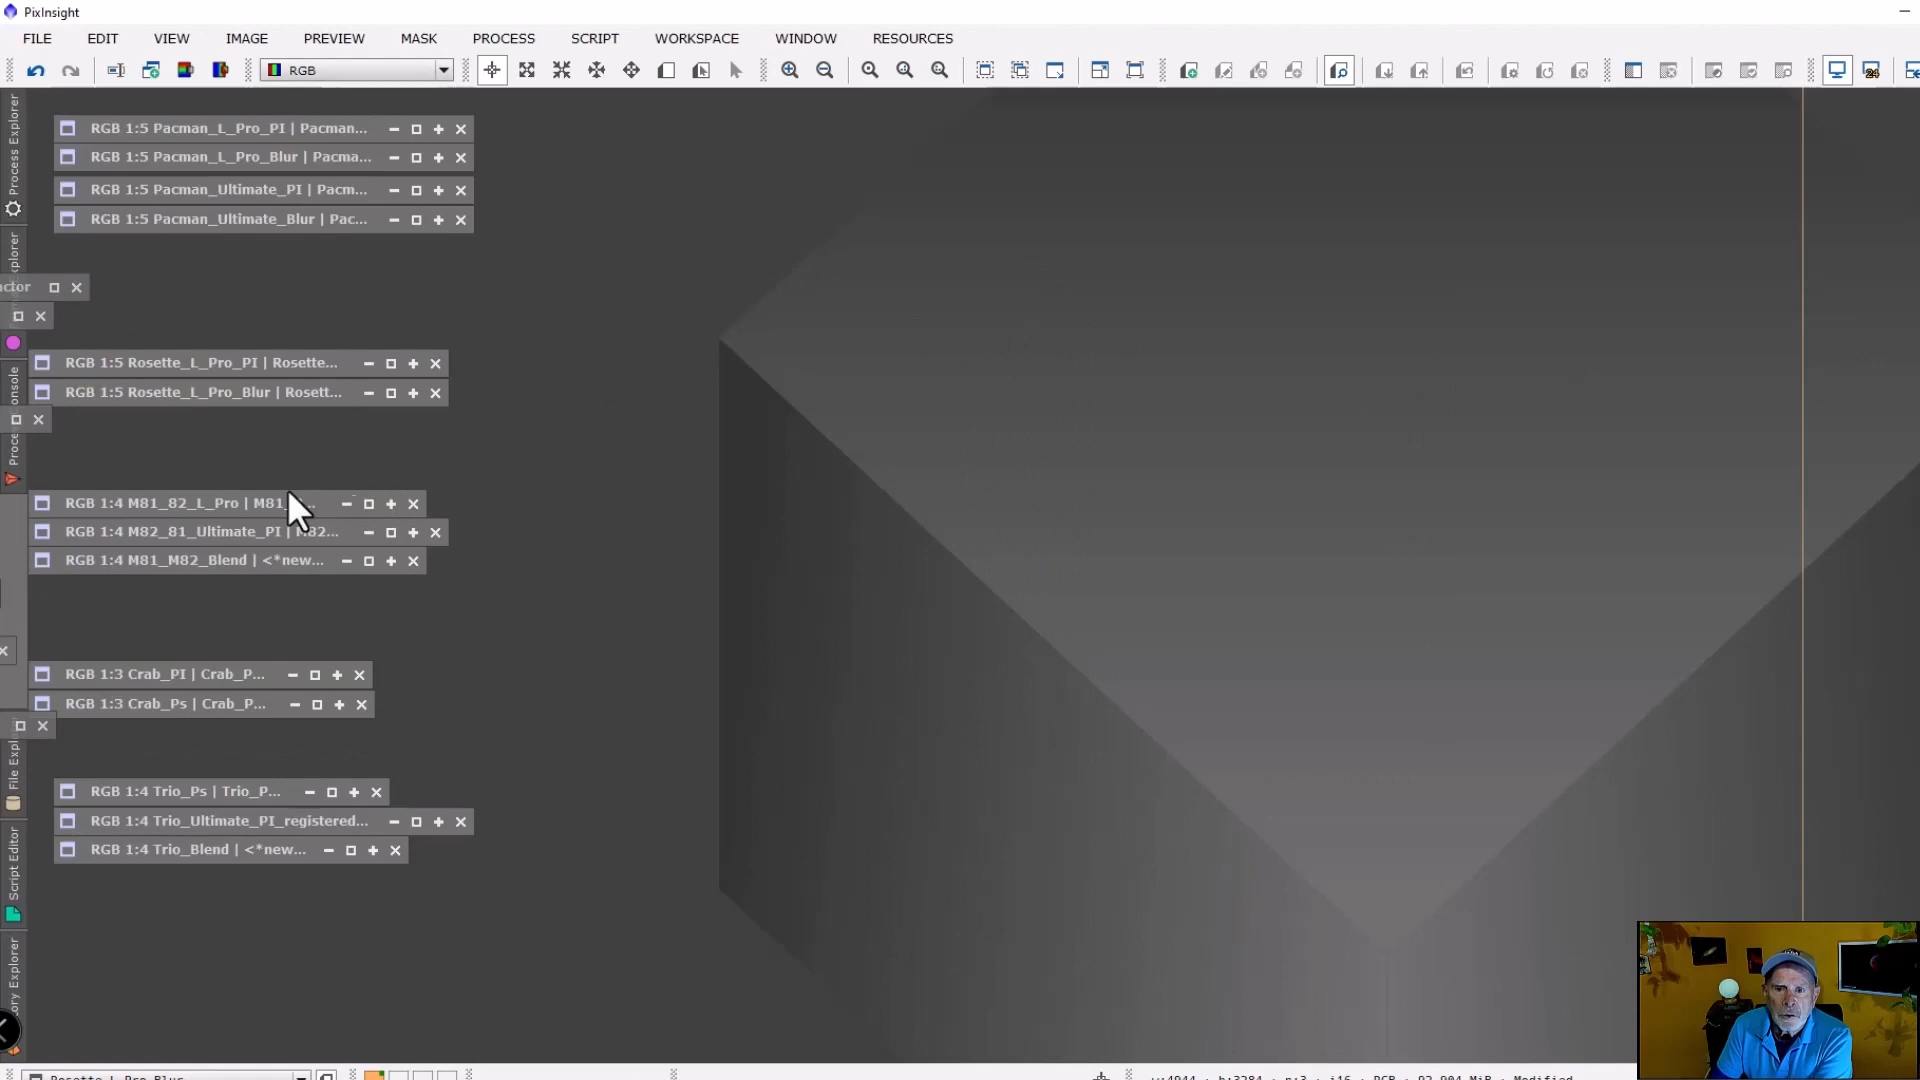 PixInsight
FILE EDIT VIEW IMAGE PREVIEW MASK PROCESS SCRIPT WORKSPACE WINDOW RESOURCES
RGB
24
Process Explorer
RGB 1:5 Pacman_L_Pro_PI | Pacman...
RGB 1:5 Pacman_L_Pro_Blur | Pacma...
RGB 1:5 Pacman_Ultimate_PI | Pacm...
RGB 1:5 Pacman_Ultimate_Blur | Pac...
RGB 1:5 Rosette_L_Pro_PI | Rosette...
RGB 1:5 Rosette_L_Pro_Blur | Rosett...
RGB 1:4 M81_82_L_Pro | M81_
RGB 1:4 M82_81_Ultimate_PI | M82...
RGB 1:4 M81_M82_Blend | <*new...
RGB 1:3 Crab_PI | Crab_P...
RGB 1:3 Crab_Ps | Crab_P...
RGB 1:4 Trio_Ps | Trio_P...
RGB 1:4 Trio_Ultimate_PI_registered...
RGB 1:4 Trio_Blend | <*new...
Script Editor